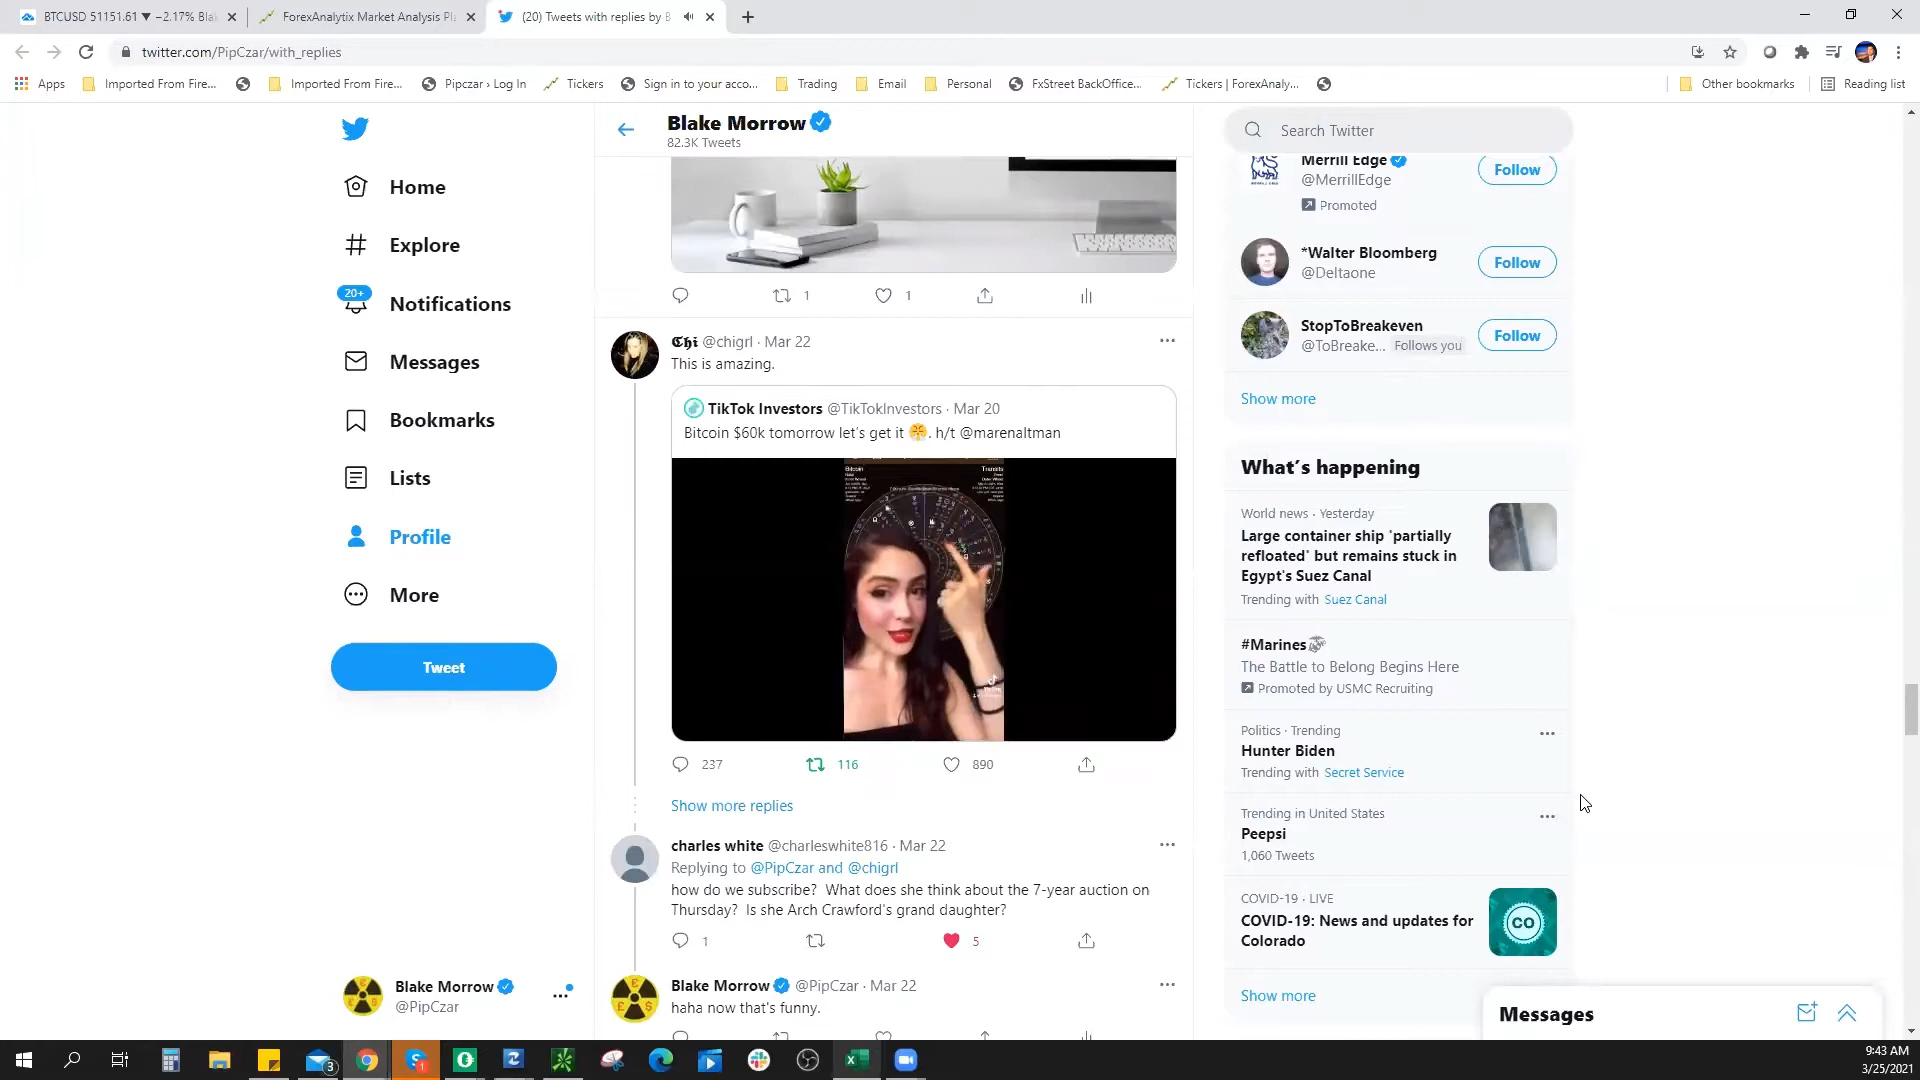 BTCUSD 51151.61 ▼ −2.17% Bla
ForexAnalytix Market Analysis Pl
(20) Tweets with replies by B
twitter.com/PipCzar/with_replies
Apps
Imported From Fire...
Imported From Fire...
Pipczar › Log In
Tickers
Sign in to your acco...
Trading
Email
Personal
FxStreet BackOffice...
Tickers | ForexAnaly...
Other bookmarks
Reading list
Home
Explore
20+
Notifications
Messages
Bookmarks
Lists
Profile
More
Tweet
Blake Morrow
@PipCzar
Blake Morrow
82.3K Tweets
1
1
𝕮𝖍𝖎 @chigrl · Mar 22
This is amazing.
TikTok Investors @TikTokInvestors · Mar 20
Bitcoin $60k tomorrow let's get it 😤. h/t @marenaltman
Bitcoin
Transits
237
116
890
Show more replies
charles white @charleswhite816 · Mar 22
Replying to @PipCzar and @chigrl
how do we subscribe? What does she think about the 7-year auction on
Thursday? Is she Arch Crawford's grand daughter?
1
5
Blake Morrow @PipCzar · Mar 22
haha now that's funny.
Search Twitter
Merrill Edge
@MerrillEdge
Promoted
Follow
*Walter Bloomberg
@Deltaone
Follow
StopToBreakeven
@ToBreake... Follows you
Follow
Show more
What's happening
World news · Yesterday
Large container ship 'partially
refloated' but remains stuck in
Egypt's Suez Canal
Trending with Suez Canal
#Marines
The Battle to Belong Begins Here
Promoted by USMC Recruiting
Politics · Trending
Hunter Biden
Trending with Secret Service
Trending in United States
Peepsi
1,060 Tweets
COVID-19 · LIVE
COVID-19: News and updates for
Colorado
CO
Show more
Messages
3
1
9:43 AM
3/25/2021